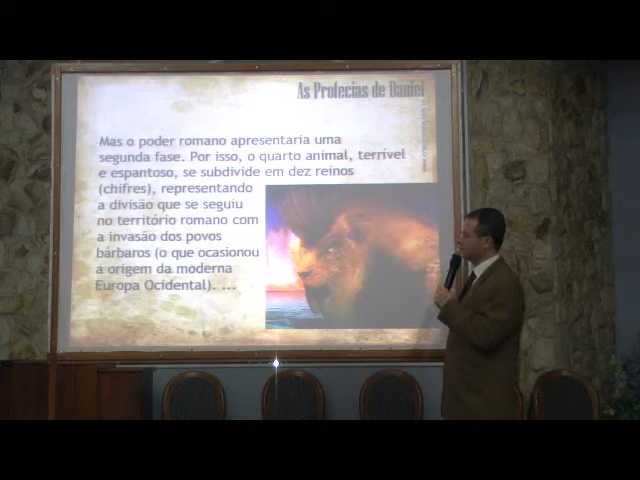 As Profecias de Daniel
Mas o poder romano apresentaria uma
segunda fase. Por isso, o quarto animal, terrível
e espantoso, se subdivide em dez reinos
(chifres), representando
a divisão que se seguiu
no território romano com
a invasão dos povos
bárbaros (o que ocasionou
a origem da moderna
Europa Ocidental). ...